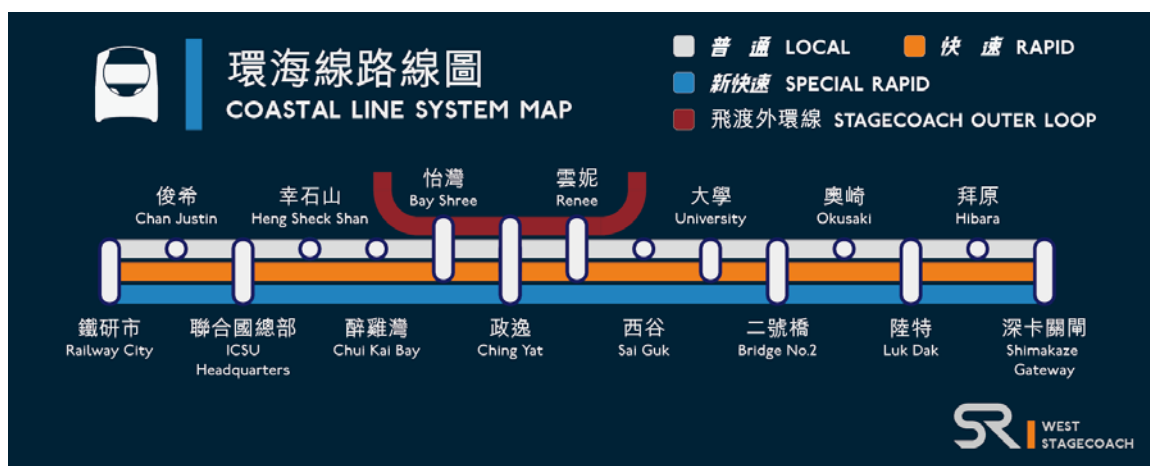 環海線路線圖
COASTAL LINE SYSTEM MAP
普通 LOCAL
快速 RAPID
新快速 SPECIAL RAPID
飛渡外環線 STAGECOACH OUTER LOOP
俊希
Chan Justin
幸石山
Heng Sheck Shan
怡灣
Bay Shree
雲妮
Renee
大學
University
奧崎
Okusaki
拜原
Hibara
鐵研市
Railway City
聯合國總部
ICSU
Headquarters
醉雞灣
Chui Kai Bay
政逸
Ching Yat
西谷
Sai Guk
二號橋
Bridge No.2
陸特
Luk Dak
深卡關閘
Shimakaze
Gateway
SR
WEST
STAGECOACH